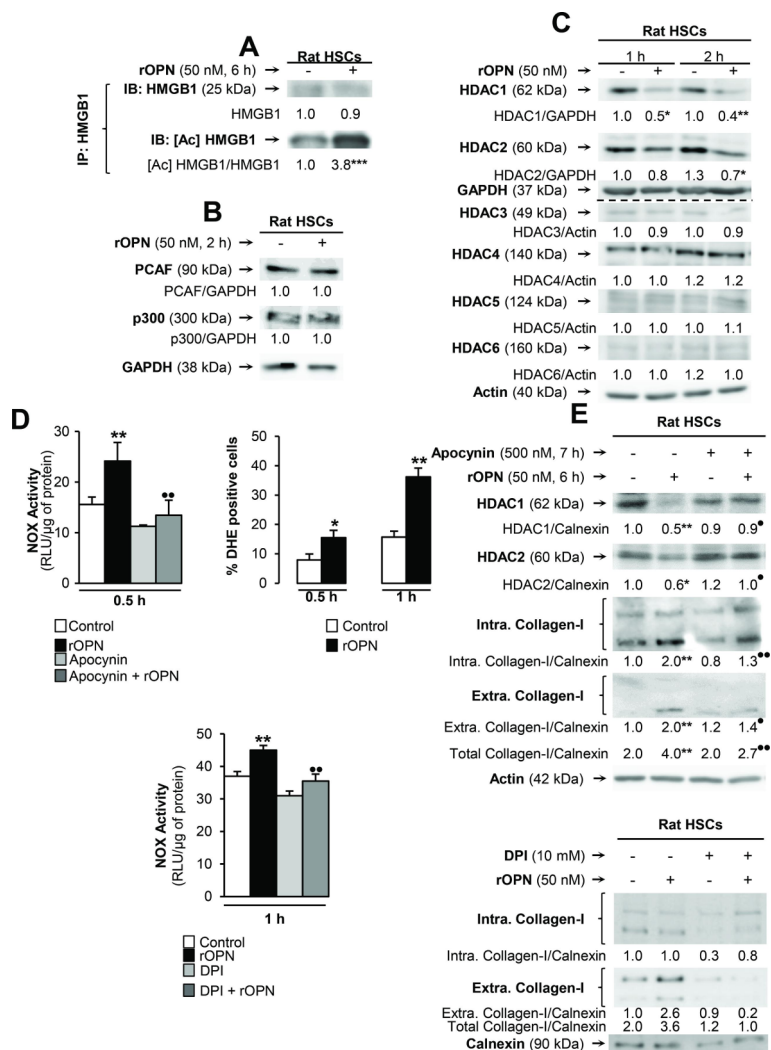 A
Rat HSCs
rOPN (50 nM, 6 h) → - +
IP: HMGB1
IB: HMGB1 (25 kDa) →
HMGB1 1.0 0.9
IB: [Ac] HMGB1 →
[Ac] HMGB1/HMGB1 1.0 3.8***
B
Rat HSCs
rOPN (50 nM, 2 h) → - +
PCAF (90 kDa) →
PCAF/GAPDH 1.0 1.0
p300 (300 kDa) →
p300/GAPDH 1.0 1.0
GAPDH (38 kDa) →
C
Rat HSCs
1 h 2 h
rOPN (50 nM) → - + - +
HDAC1 (62 kDa) →
HDAC1/GAPDH 1.0 0.5* 1.0 0.4**
HDAC2 (60 kDa) →
HDAC2/GAPDH 1.0 0.8 1.3 0.7*
GAPDH (37 kDa) →
HDAC3 (49 kDa) →
HDAC3/Actin 1.0 0.9 1.0 0.9
HDAC4 (140 kDa) →
HDAC4/Actin 1.0 1.0 1.2 1.2
HDAC5 (124 kDa) →
HDAC5/Actin 1.0 1.0 1.0 1.1
HDAC6 (160 kDa) →
HDAC6/Actin 1.0 1.0 1.2 1.0
Actin (40 kDa) →
D
NOX Activity
(RLU/µg of protein)
30
20
10
0
**
••
0.5 h
Control
rOPN
Apocynin
Apocynin + rOPN
% DHE positive cells
50
40
30
20
10
0
*
**
0.5 h 1 h
Control
rOPN
NOX Activity
(RLU/µg of protein)
50
40
30
20
10
0
**
••
1 h
Control
rOPN
DPI
DPI + rOPN
E
Rat HSCs
Apocynin (500 nM, 7 h) → - - + +
rOPN (50 nM, 6 h) → - + - +
HDAC1 (62 kDa) →
HDAC1/Calnexin 1.0 0.5** 0.9 0.9•
HDAC2 (60 kDa) →
HDAC2/Calnexin 1.0 0.6* 1.2 1.0•
Intra. Collagen-I
Intra. Collagen-I/Calnexin 1.0 2.0** 0.8 1.3••
Extra. Collagen-I
Extra. Collagen-I/Calnexin 1.0 2.0** 1.2 1.4•
Total Collagen-I/Calnexin 2.0 4.0** 2.0 2.7••
Actin (42 kDa) →
Rat HSCs
DPI (10 mM) → - - + +
rOPN (50 nM) → - + - +
Intra. Collagen-I
Intra. Collagen-I/Calnexin 1.0 1.0 0.3 0.8
Extra. Collagen-I
Extra. Collagen-I/Calnexin 1.0 2.6 0.9 0.2
Total Collagen-I/Calnexin 2.0 3.6 1.2 1.0
Calnexin (90 kDa) →